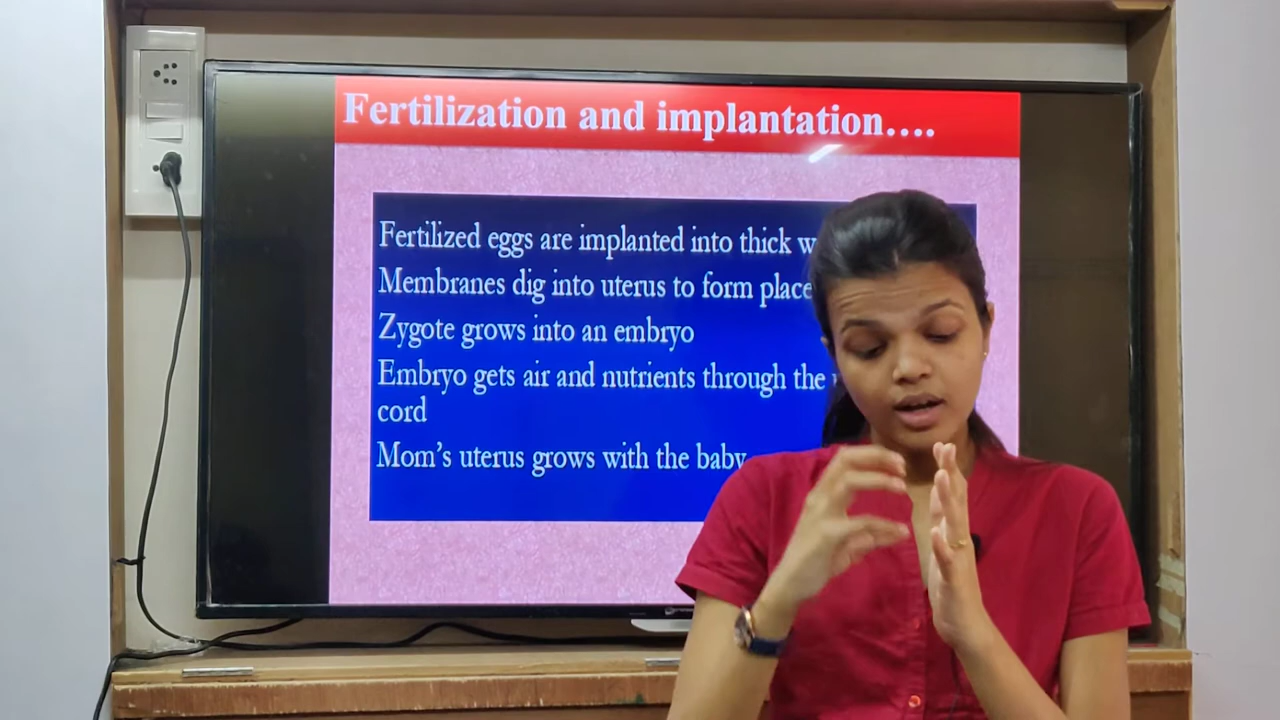 Fertilization and implantation....
Fertilized eggs are implanted into thick
Membranes dig into uterus to form
Zygote grows into an embryo
Embryo gets air and nutrients through the
cord
Mom's uterus grows with the baby